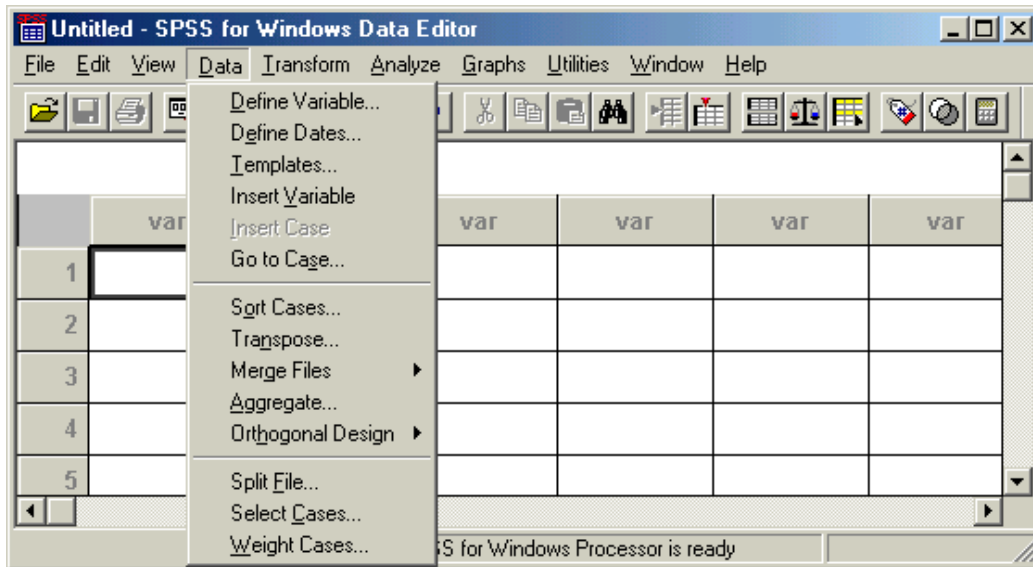 SPSS
Untitled - SPSS for Windows Data Editor
File Edit View Data Transform Analyze Graphs Utilities Window Help
Define Variable...
Define Dates...
Templates...
Insert Variable
var var var var var
Insert Case
Go to Case...
1
Sort Cases...
2
Transpose...
Merge Files
3
Aggregate...
4
Orthogonal Design
5
Split File...
Select Cases...
Weight Cases...
SS for Windows Processor is ready